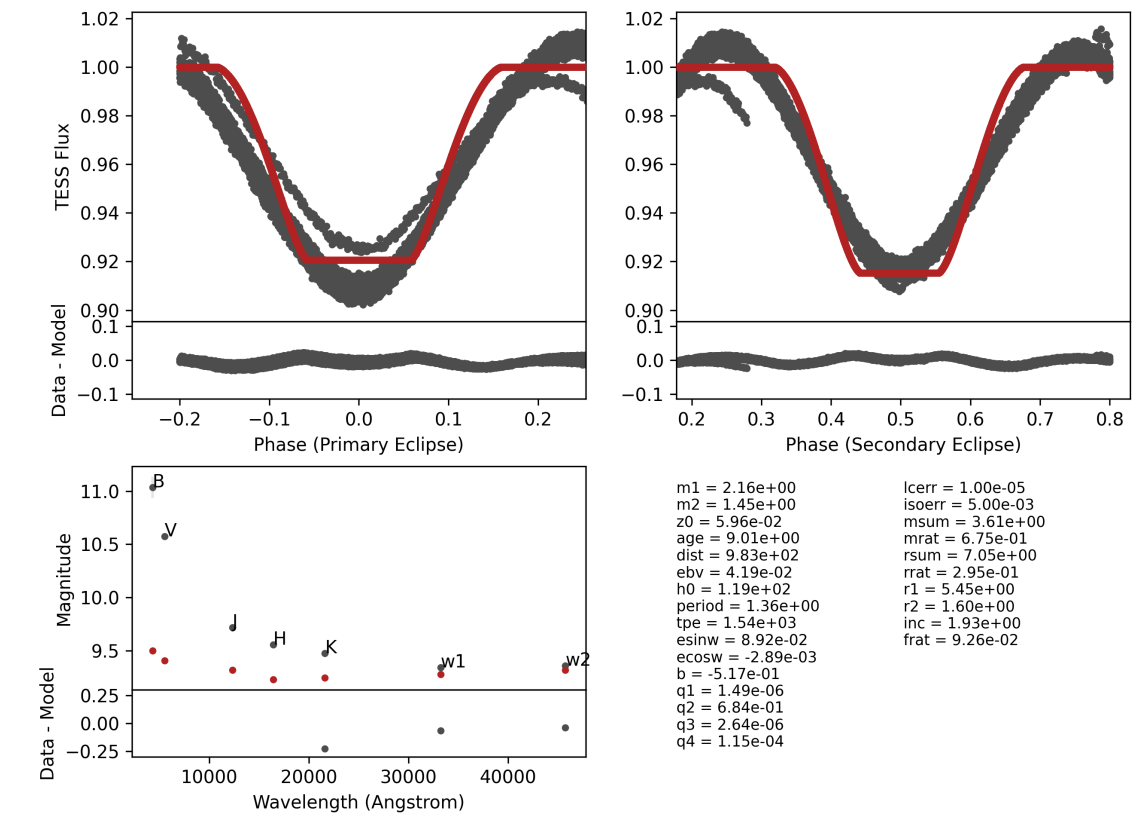 1.02
1.00
0.98
0.96
0.94
0.92
0.90
TESS Flux
0.1
0.0
−0.1
Data - Model
−0.2 −0.1 0.0 0.1 0.2
Phase (Primary Eclipse)
1.02
1.00
0.98
0.96
0.94
0.92
0.90
0.1
0.0
−0.1
0.2 0.3 0.4 0.5 0.6 0.7 0.8
Phase (Secondary Eclipse)
11.0
10.5
10.0
9.5
Magnitude
B
V
J
H
K
w1
w2
0.25
0.00
−0.25
Data - Model
10000 20000 30000 40000
Wavelength (Angstrom)
m1 = 2.16e+00
m2 = 1.45e+00
z0 = 5.96e-02
age = 9.01e+00
dist = 9.83e+02
ebv = 4.19e-02
h0 = 1.19e+02
period = 1.36e+00
tpe = 1.54e+03
esinw = 8.92e-02
ecosw = -2.89e-03
b = -5.17e-01
q1 = 1.49e-06
q2 = 6.84e-01
q3 = 2.64e-06
q4 = 1.15e-04
lcerr = 1.00e-05
isoerr = 5.00e-03
msum = 3.61e+00
mrat = 6.75e-01
rsum = 7.05e+00
rrat = 2.95e-01
r1 = 5.45e+00
r2 = 1.60e+00
inc = 1.93e+00
frat = 9.26e-02